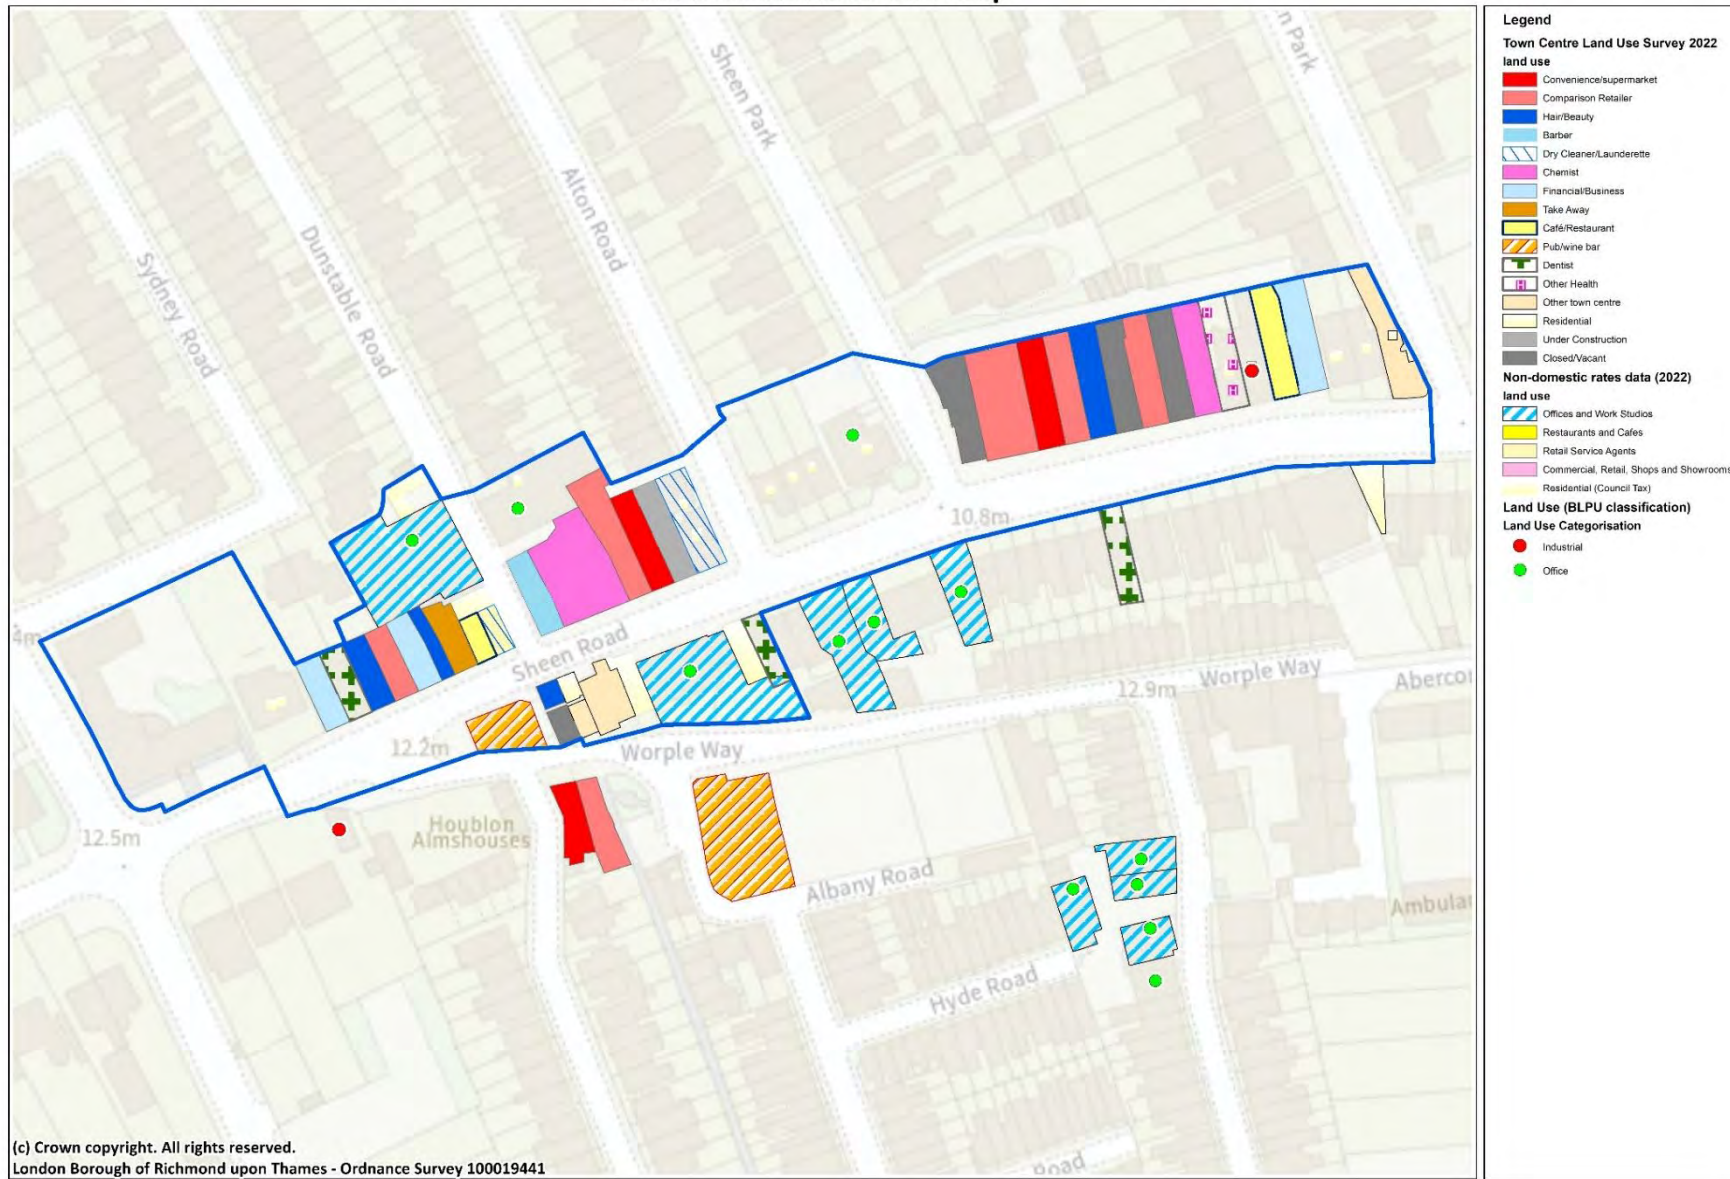 Sheen Park
Alton Road
Dunstable Road
Sydney Road
Park
10.8m
Sheen Road
12.2m
Worple Way
12.9m
Worple Way
Houblon
Almshouses
12.5m
Albany Road
Hyde Road
Road
H
H
H
H
H
(c) Crown copyright. All rights reserved.
London Borough of Richmond upon Thames - Ordnance Survey 100019441
Legend
Town Centre Land Use Survey 2022
land use
Convenience/supermarket
Comparison Retailer
Hair/Beauty
Barber
Dry Cleaner/Launderette
Chemist
Financial/Business
Take Away
Café/Restaurant
Pub/wine bar
Dentist
H Other Health
Other town centre
Residential
Under Construction
Closed/Vacant
Non-domestic rates data (2022)
land use
Offices and Work Studios
Restaurants and Cafes
Retail Service Agents
Commercial, Retail, Shops and Showrooms
Residential (Council Tax)
Land Use (BLPU classification)
Land Use Categorisation
Industrial
Office